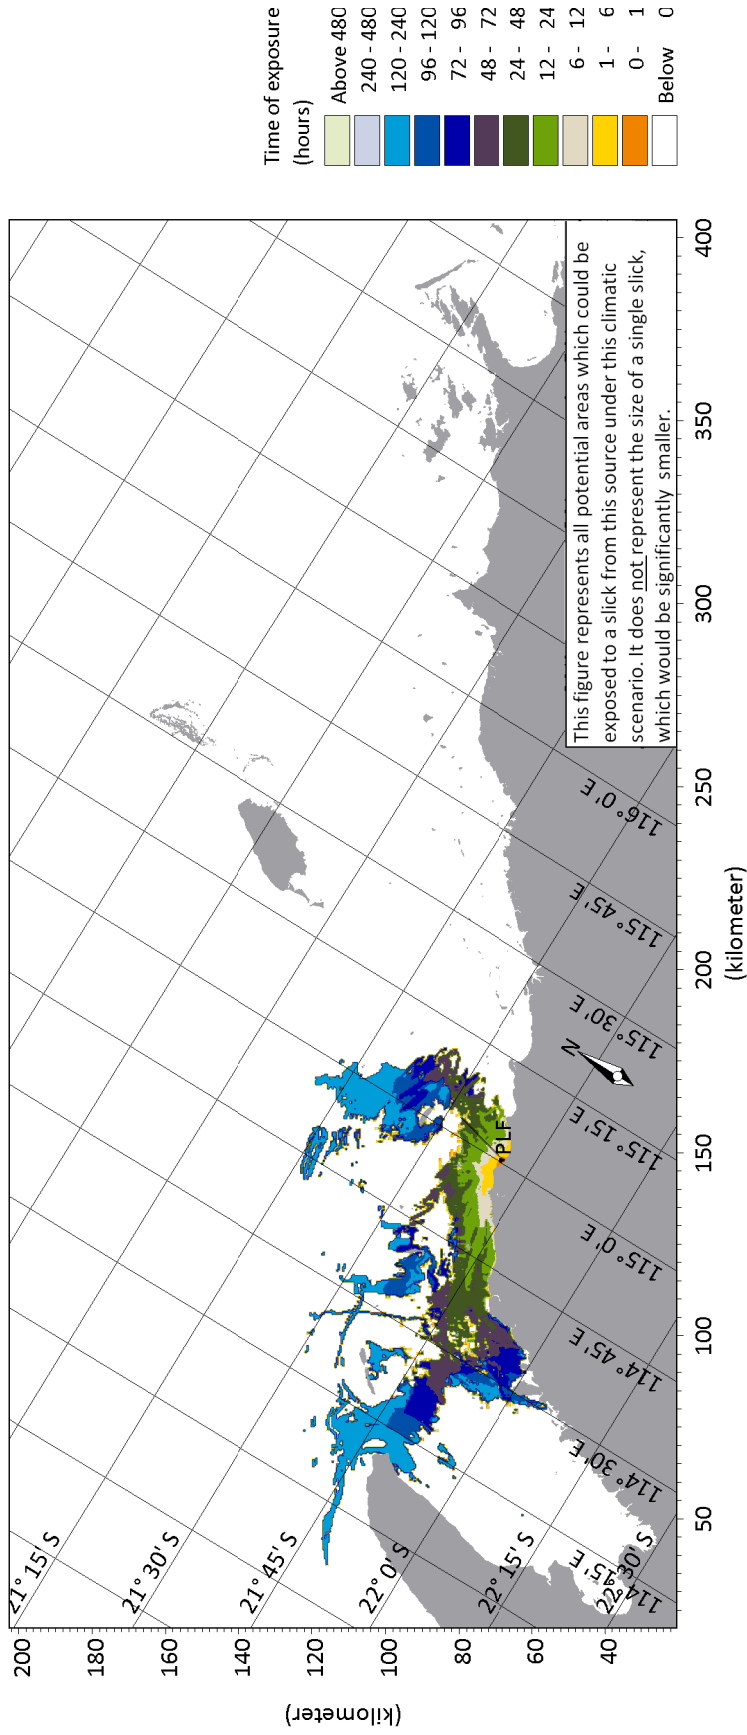 Time of exposure
(hours)
Above 480
240 - 480
120 - 240
96 - 120
72 - 96
48 - 72
24 - 48
12 - 24
6 - 12
1 - 6
0 - 1
Below 0
200
180
160
140
120
100
80
60
40
(kilometer)
21° 15' S
21° 30' S
21° 45' S
22° 0' S
22° 15' S
22° 30' S
114° 15' E
114° 30' E
114° 45' E
115° 0' E
115° 15' E
115° 30' E
115° 45' E
116° 0' E
PLF
N
This figure represents all potential areas which could be
exposed to a slick from this source under this climatic
scenario. It does not represent the size of a single slick,
which would be significantly smaller.
50
100
150
200
250
300
350
400
(kilometer)